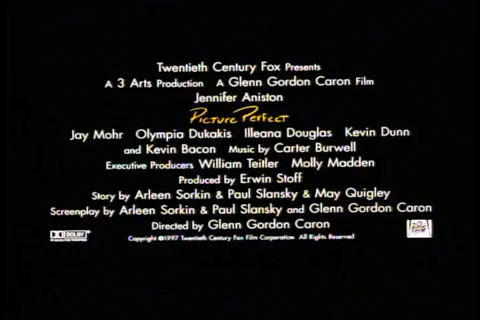 Twentieth Century Fox Presents
A 3 Arts Production A Glenn Gordon Caron Film
Jennifer Aniston
Picture Perfect
Jay Mohr Olympia Dukakis Illeana Douglas Kevin Dunn
and Kevin Bacon Music by Carter Burwell
Executive Producers William Teitler Molly Madden
Produced by Erwin Stoff
Story by Arleen Sorkin & Paul Slansky & May Quigley
Screenplay by Arleen Sorkin & Paul Slansky and Glenn Gordon Caron
Directed by Glenn Gordon Caron
DOLBY
Copyright ©1997 Twentieth Century Fox Film Corporation All Rights Reserved